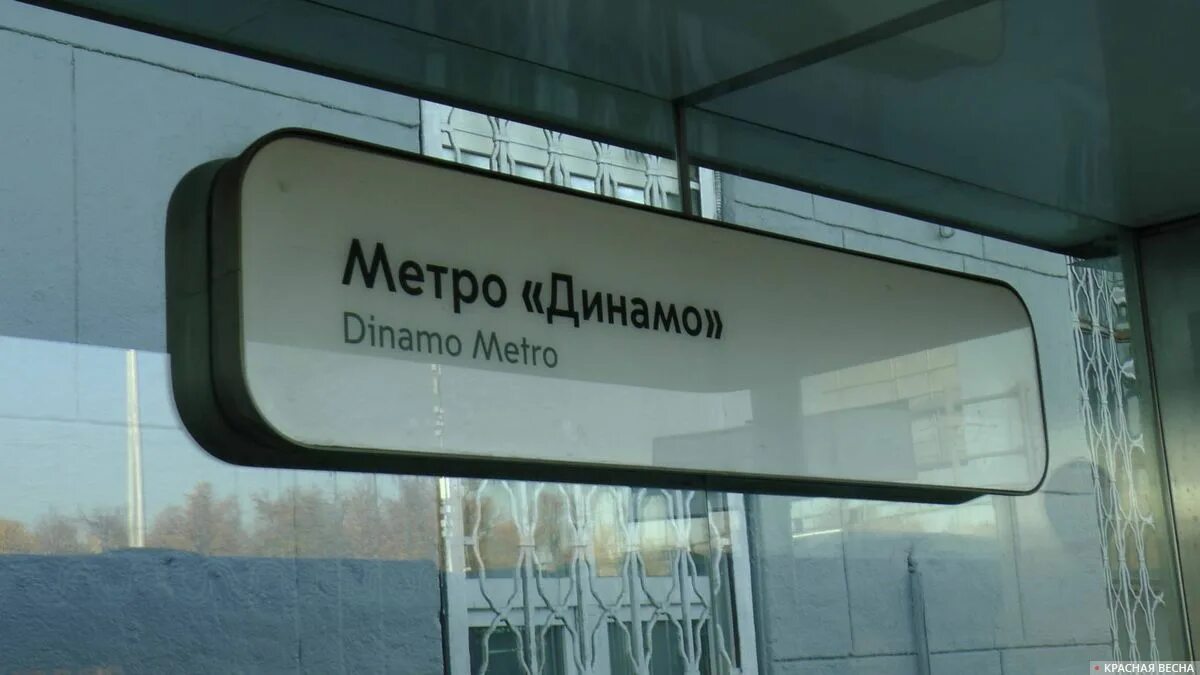 Метро «Динамо»
Dinamo Metro
КРАСНАЯ ВЕСНА